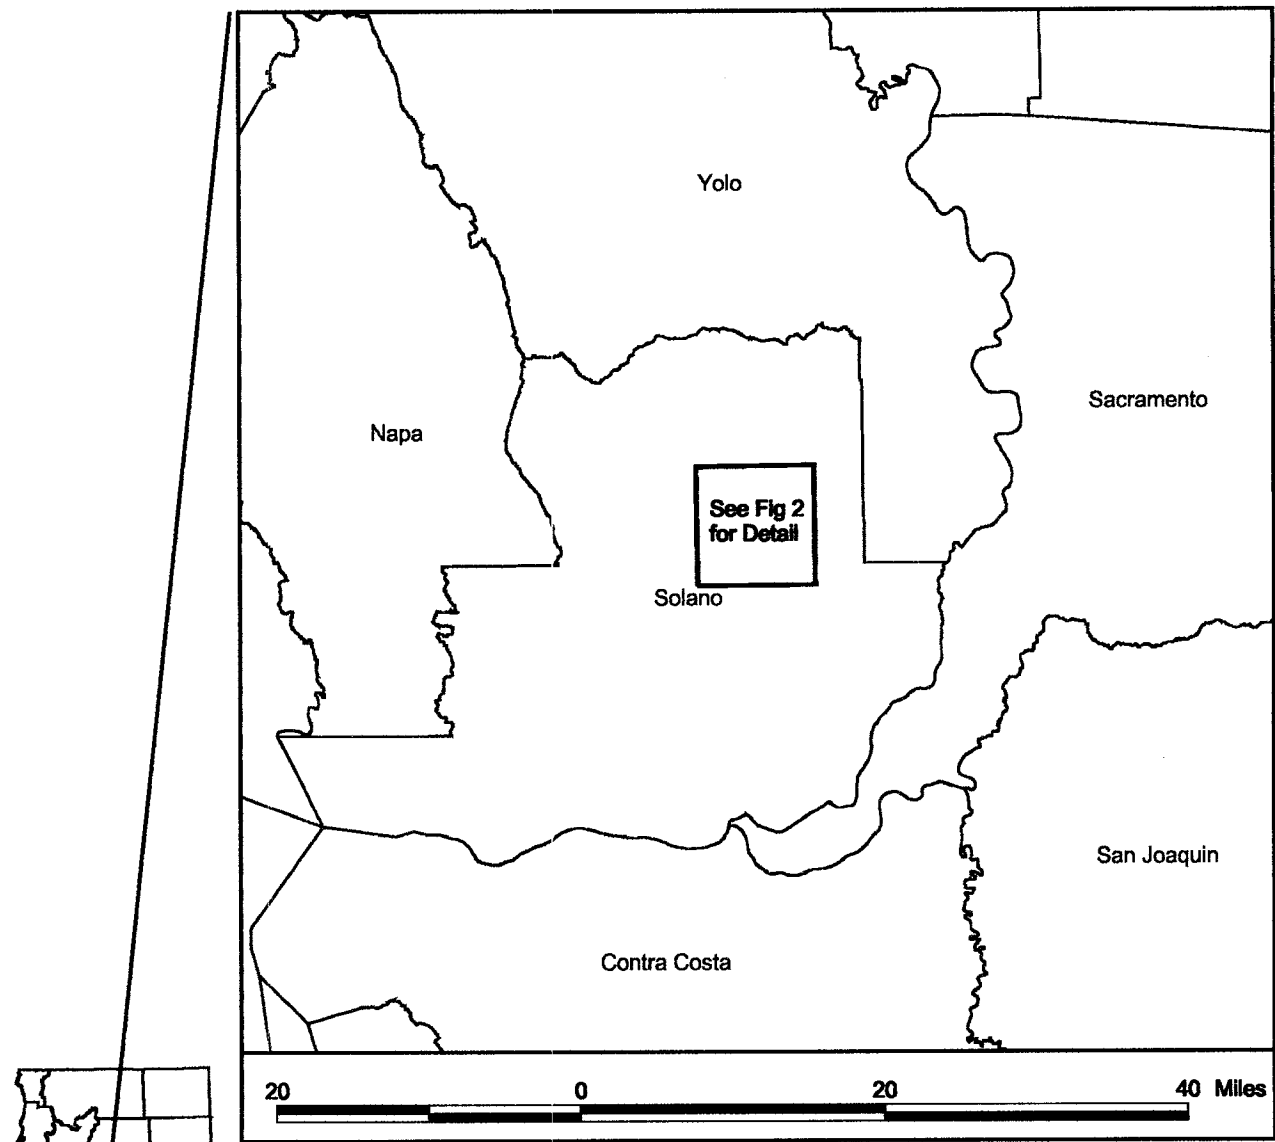 Yolo
Sacramento
Napa
See Fig 2
for Detail
Solano
San Joaquin
Contra Costa
20 0 20 40 Miles